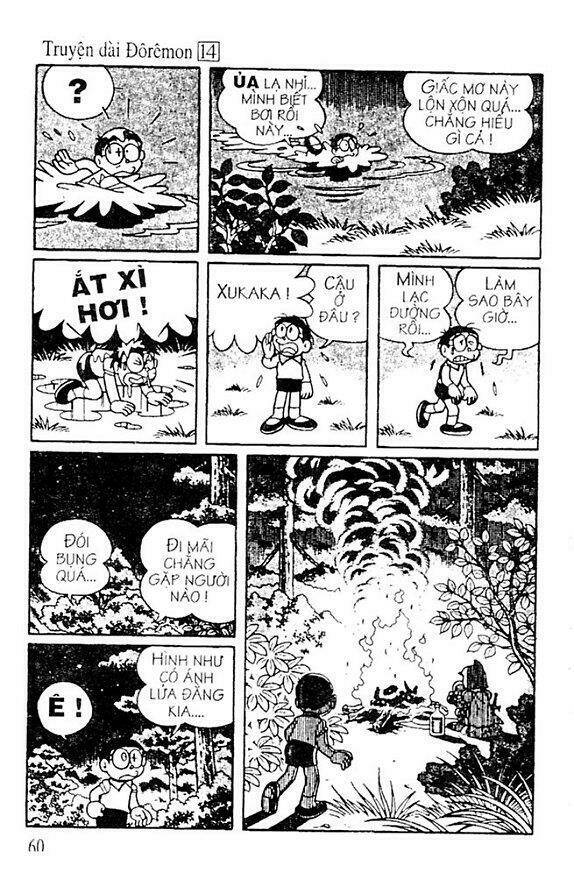 Truyện dài Đôrêmon 14
?
ỦA LẠ NHỈ...
MÌNH BIẾT
BƠI RỒI
NÀY...
GIẤC MƠ NÀY
LỘN XỘN QUÁ...
CHẲNG HIỂU
GÌ CẢ !
ẮT XÌ
HƠI !
XUKAKA !
CẬU
Ở
ĐÂU ?
MÌNH
LẠC
ĐƯỜNG
RỒI...
LÀM
SAO BÂY
GIỜ...
ĐÓI
BỤNG
QUÁ...
ĐI MÃI
CHẲNG
GẶP NGƯỜI
NÀO !
Ê !
HÌNH NHƯ
CÓ ÁNH
LỬA ĐẰNG
KIA....
60